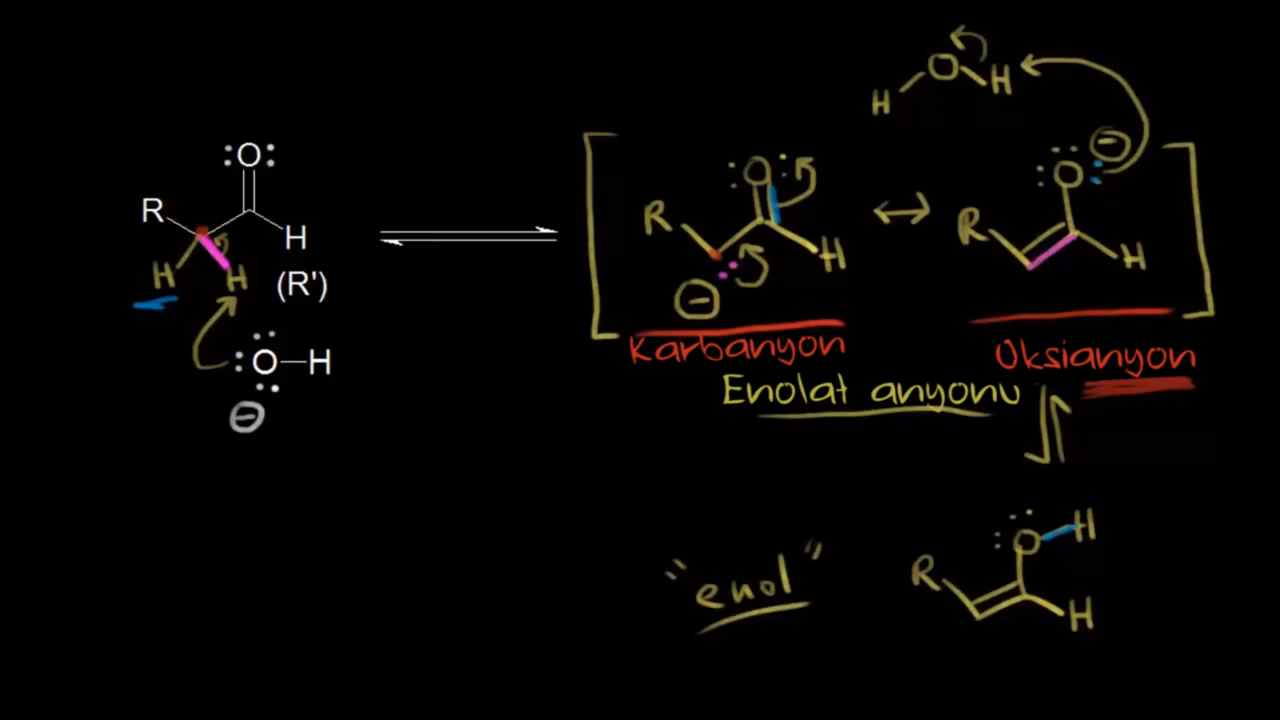 O
H
H
O
O
O
R
R
R
H
H
H
H
H
(R')
O—H
Karbanyon
Oksianyon
Enolat anyonu
O
H
"enol"
R
H